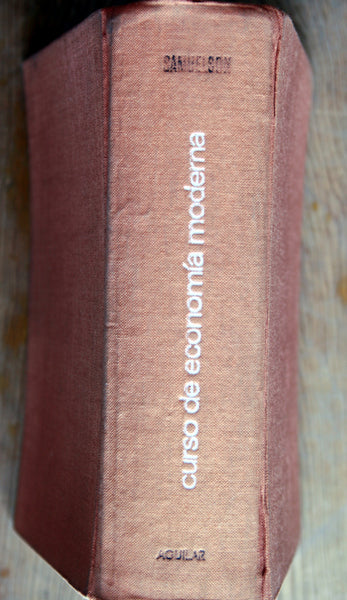 SAMUELSON
curso de economía moderna
AGUILAR